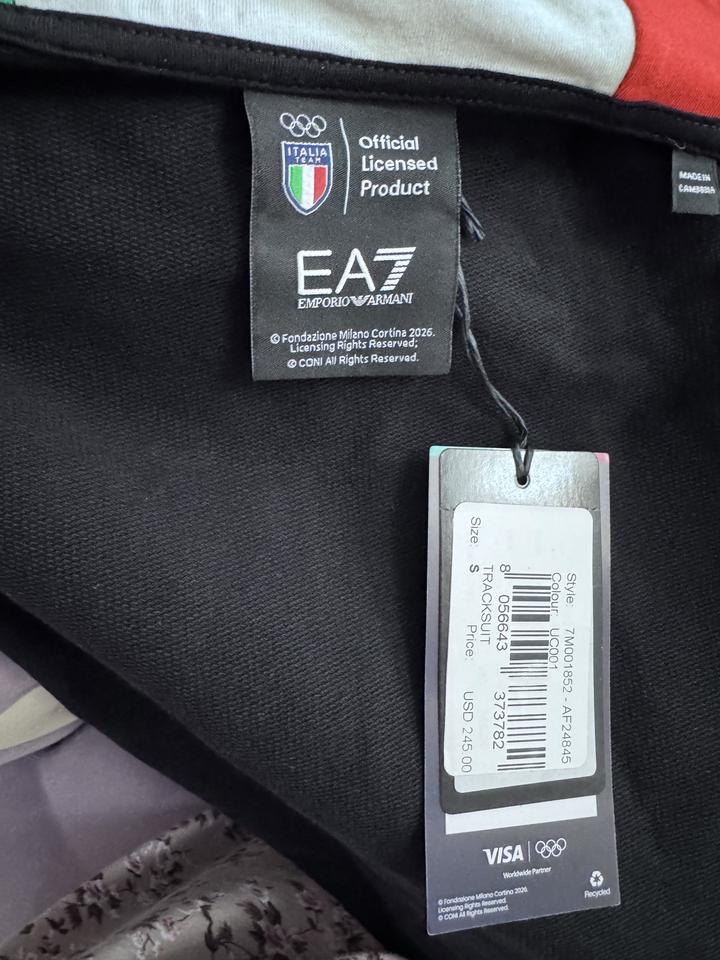 ITALIA
TEAM
Official
Licensed
Product
EA7
EMPORIO ARMANI
© Fondazione Milano Cortina 2026.
Licensing Rights Reserved;
© CONI All Rights Reserved.
MADE IN
CAMBODIA
Style: 7M001852 - AF24845
Colour: UC001
8 056643 373782
TRACKSUIT
Size: S Price: USD 245.00
VISA
Worldwide Partner
© Fondazione Milano Cortina 2026.
Licensing Rights Reserved.
© CONI All Rights Reserved.
Recycled